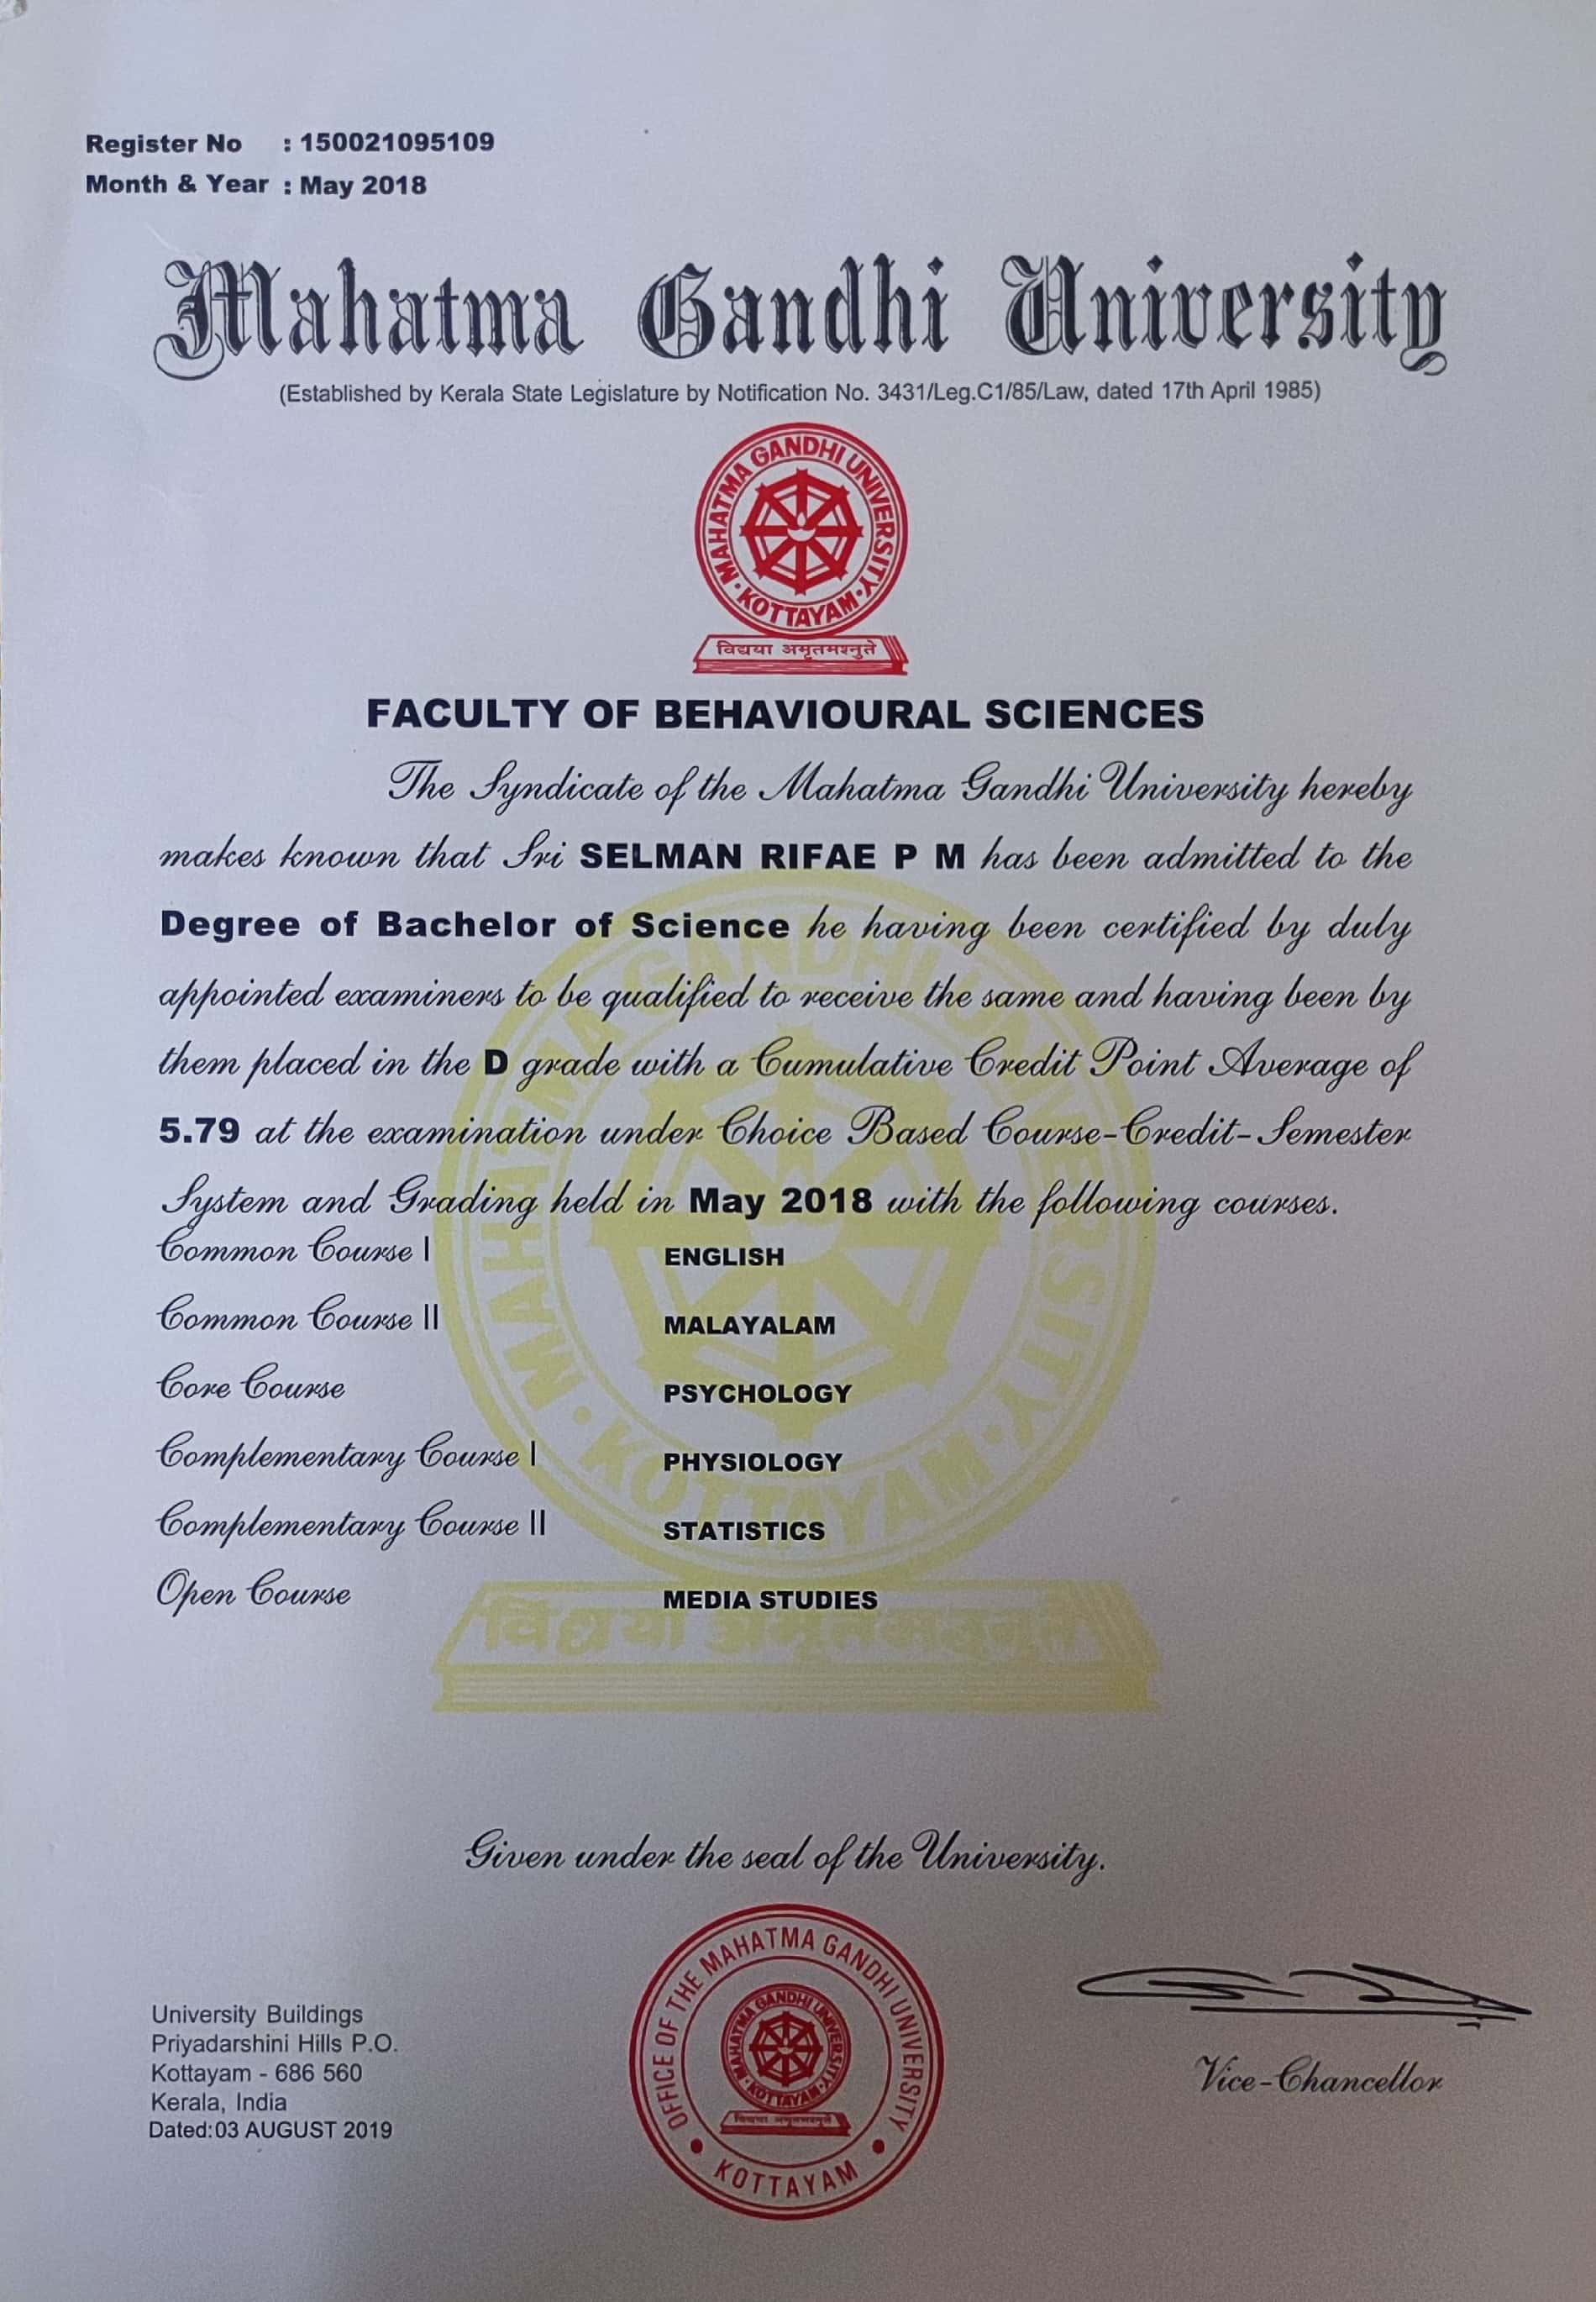 Register No : 150021095109
Month & Year : May 2018
Mahatma Gandhi University
(Established by Kerala State Legislature by Notification No. 3431/Leg.C1/85/Law, dated 17th April 1985)
MAHATMA GANDHI UNIVERSITY
KOTTAYAM
विद्यया अमृतमश्नुते
FACULTY OF BEHAVIOURAL SCIENCES
The Syndicate of the Mahatma Gandhi University hereby
makes known that Sri SELMAN RIFAE P M has been admitted to the
Degree of Bachelor of Science he having been certified by duly
appointed examiners to be qualified to receive the same and having been by
them placed in the D grade with a Cumulative Credit Point Average of
5.79 at the examination under Choice Based Course-Credit-Semester
System and Grading held in May 2018 with the following courses.
Common Course I ENGLISH
Common Course II MALAYALAM
Core Course PSYCHOLOGY
Complementary Course I PHYSIOLOGY
Complementary Course II STATISTICS
Open Course MEDIA STUDIES
MAHATMA GANDHI UNIVERSITY
KOTTAYAM
विद्यया अमृतमश्नुते
Given under the seal of the University.
OFFICE OF THE MAHATMA GANDHI UNIVERSITY
KOTTAYAM
MAHATMA GANDHI UNIVERSITY
KOTTAYAM
विद्यया अमृतमश्नुते
University Buildings
Priyadarshini Hills P.O.
Kottayam - 686 560
Kerala, India
Dated:03 AUGUST 2019
Vice-Chancellor